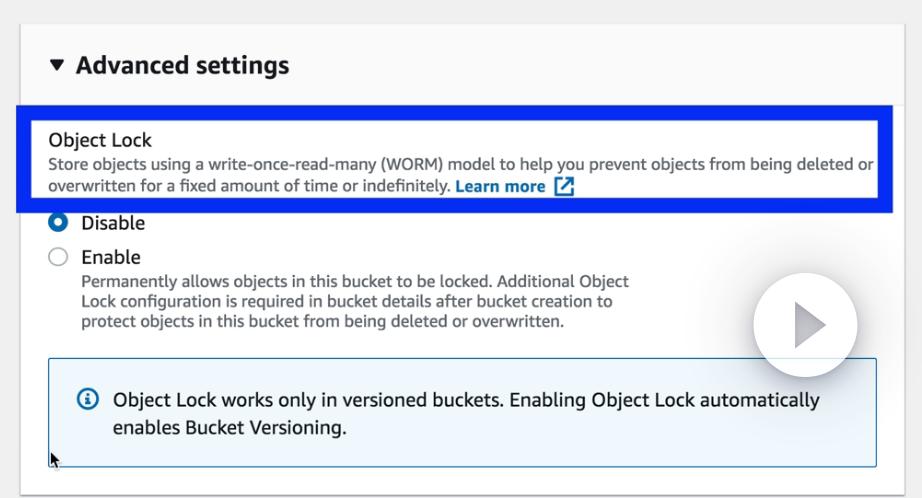 Advanced settings
Object Lock
Store objects using a write-once-read-many (WORM) model to help you prevent objects from being deleted or
overwritten for a fixed amount of time or indefinitely. Learn more
Disable
Enable
Permanently allows objects in this bucket to be locked. Additional Object
Lock configuration is required in bucket details after bucket creation to
protect objects in this bucket from being deleted or overwritten.
Object Lock works only in versioned buckets. Enabling Object Lock automatically
enables Bucket Versioning.